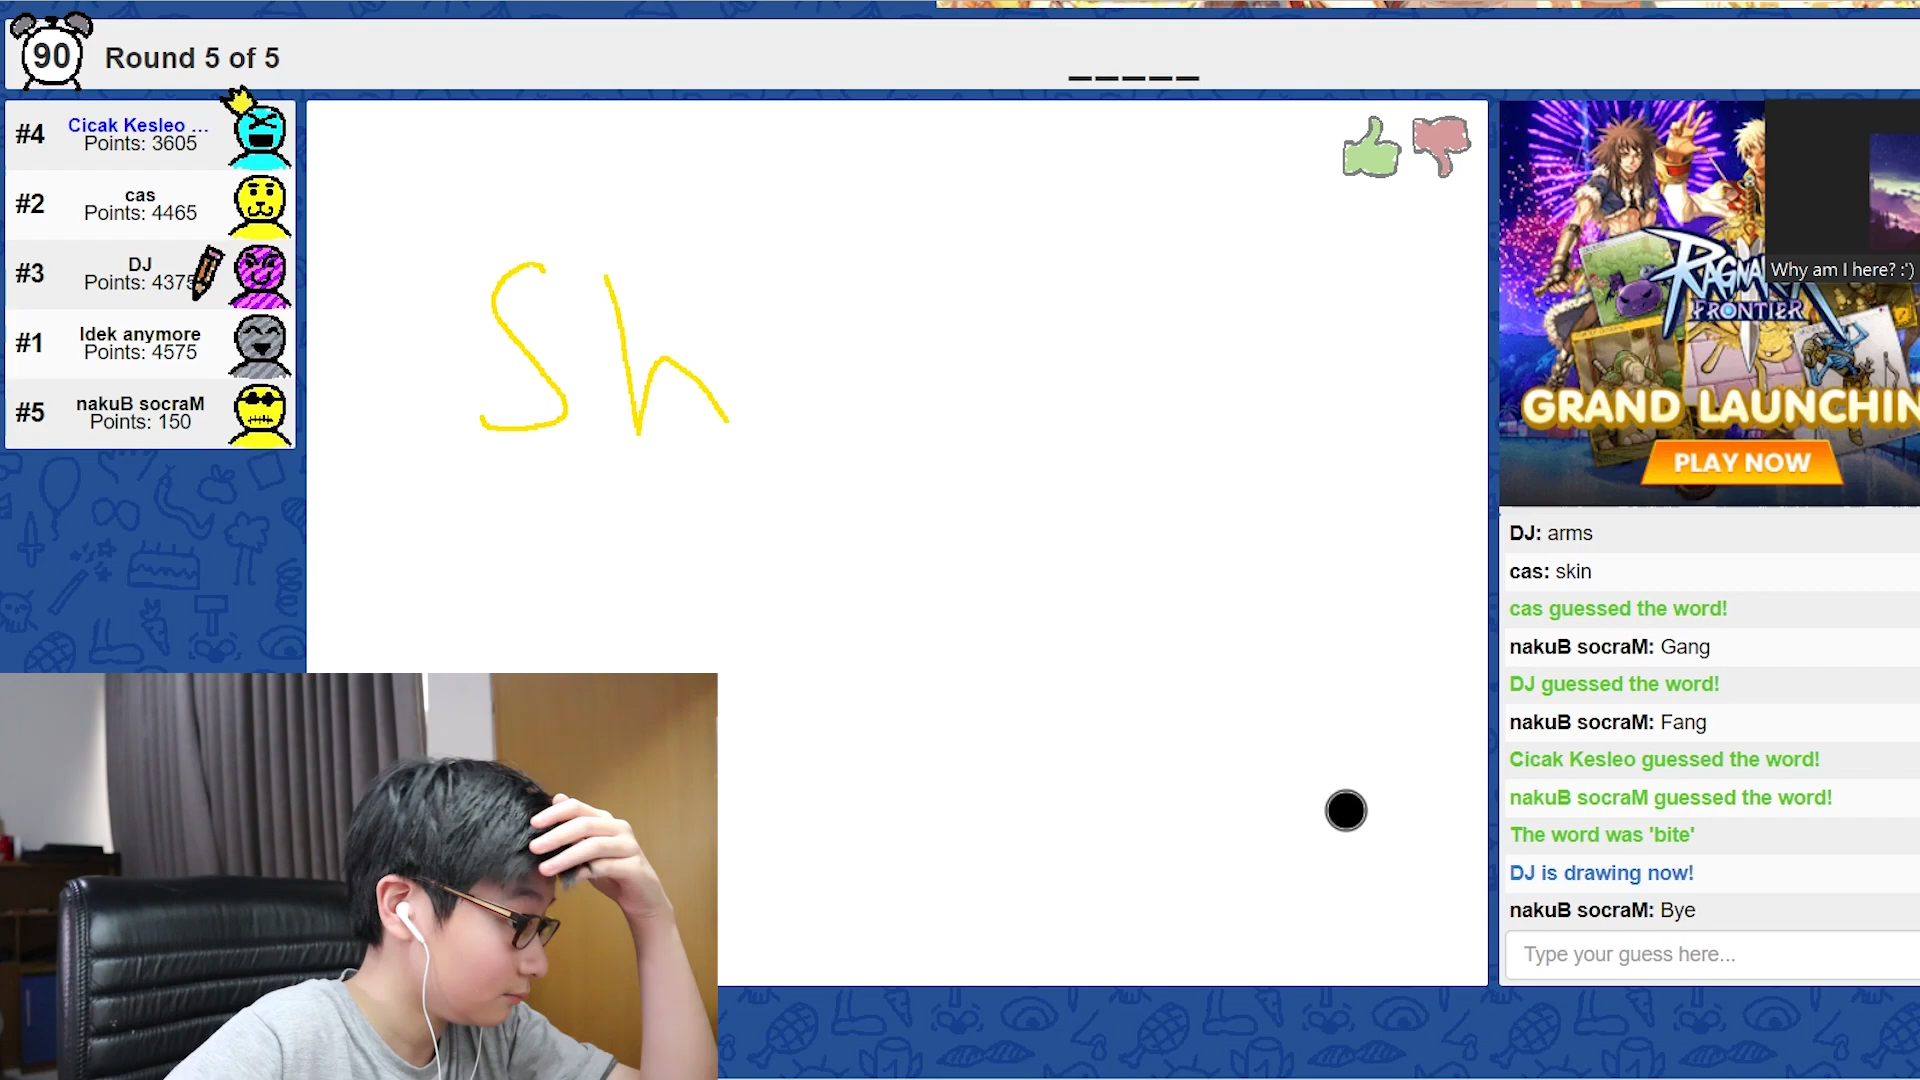 90
Round 5 of 5
_____
#4
Cicak Kesleo ...
Points: 3605
#2
cas
Points: 4465
#3
DJ
Points: 4375
#1
Idek anymore
Points: 4575
#5
nakuB socraM
Points: 150
Sh
Why am I here? :')
FRONTIER
GRAND LAUNCHIN
PLAY NOW
DJ: arms
cas: skin
cas guessed the word!
nakuB socraM: Gang
DJ guessed the word!
nakuB socraM: Fang
Cicak Kesleo guessed the word!
nakuB socraM guessed the word!
The word was 'bite'
DJ is drawing now!
nakuB socraM: Bye
Type your guess here...